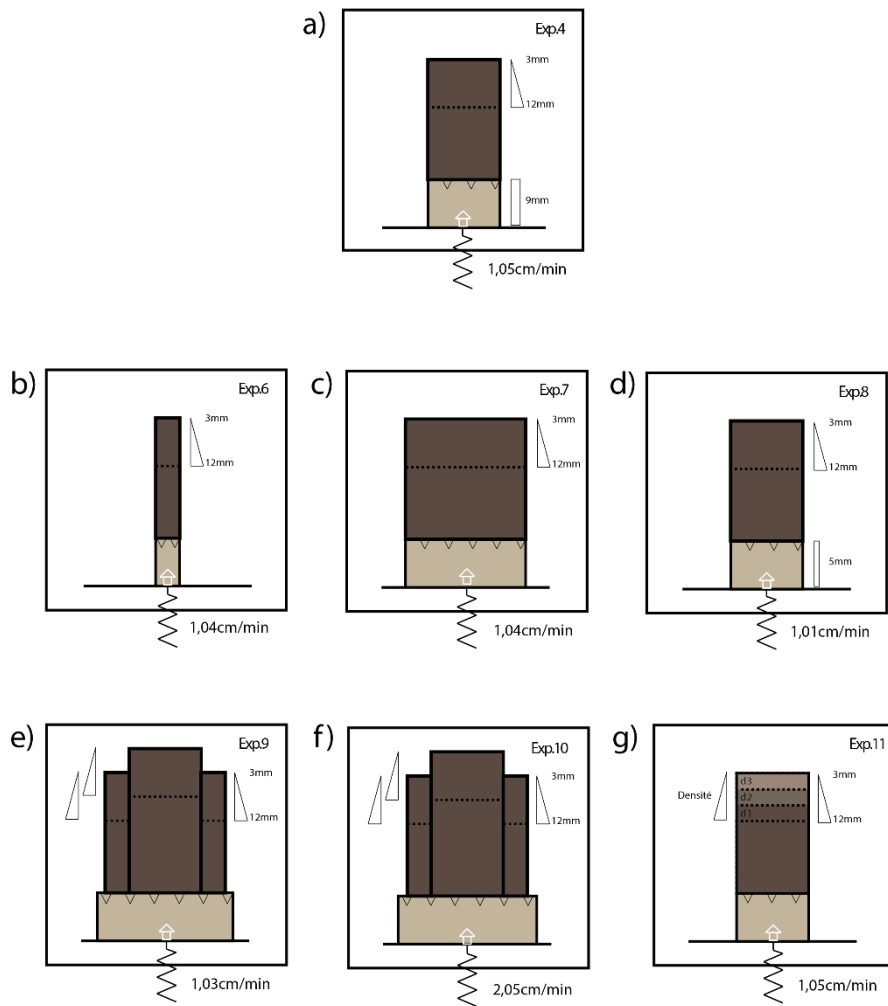 a)
Exp.4
3mm
12mm
9mm
1,05cm/min
b)
Exp.6
3mm
12mm
1,04cm/min
c)
Exp.7
3mm
12mm
1,04cm/min
d)
Exp.8
3mm
12mm
5mm
1,01cm/min
e)
Exp.9
3mm
12mm
1,03cm/min
f)
Exp.10
3mm
12mm
2,05cm/min
g)
Exp.11
Densité
d3
d2
d1
3mm
12mm
1,05cm/min